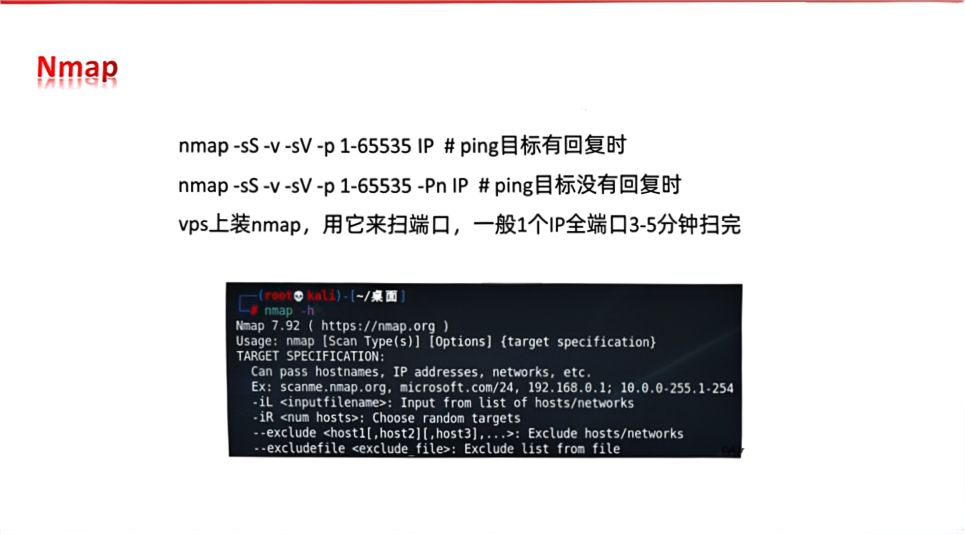 Nmap
nmap -sS -v -sV -p 1-65535 IP # ping目标有回复时
nmap -sS -v -sV -p 1-65535 -Pn IP # ping目标没有回复时
vps上装nmap，用它来扫端口，一般1个IP全端口3-5分钟扫完
(root💀kali)-[~/桌面]
# nmap -h
Nmap 7.92 ( https://nmap.org )
Usage: nmap [Scan Type(s)] [Options] {target specification}
TARGET SPECIFICATION:
Can pass hostnames, IP addresses, networks, etc.
Ex: scanme.nmap.org, microsoft.com/24, 192.168.0.1; 10.0.0-255.1-254
-iL <inputfilename>: Input from list of hosts/networks
-iR <num hosts>: Choose random targets
--exclude <host1[,host2][,host3],...>: Exclude hosts/networks
--excludefile <exclude_file>: Exclude list from file